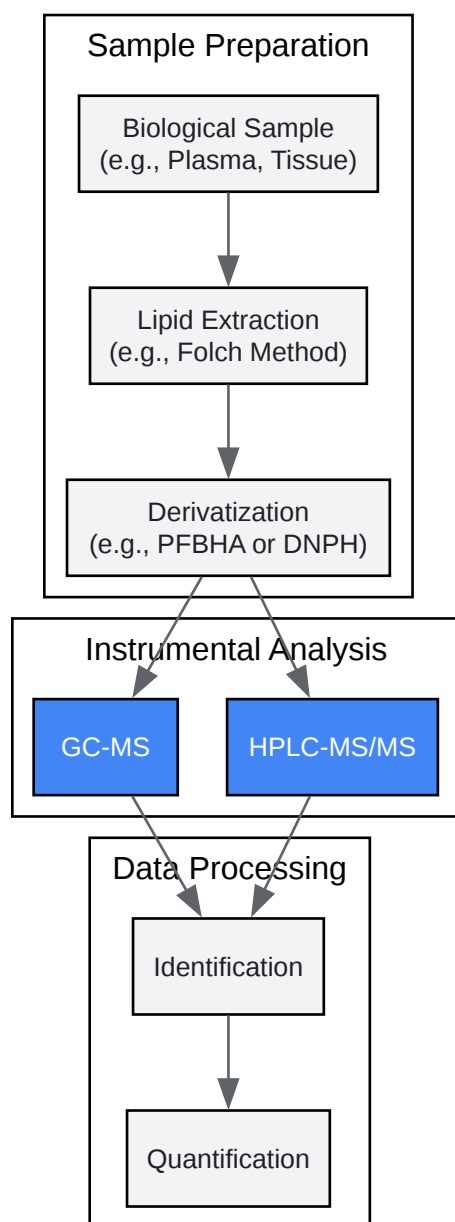 Sample Preparation
Biological Sample
(e.g., Plasma, Tissue)
Lipid Extraction
(e.g., Folch Method)
Derivatization
(e.g., PFBHA or DNPH)
Instrumental Analysis
GC-MS
HPLC-MS/MS
Data Processing
Identification
Quantification